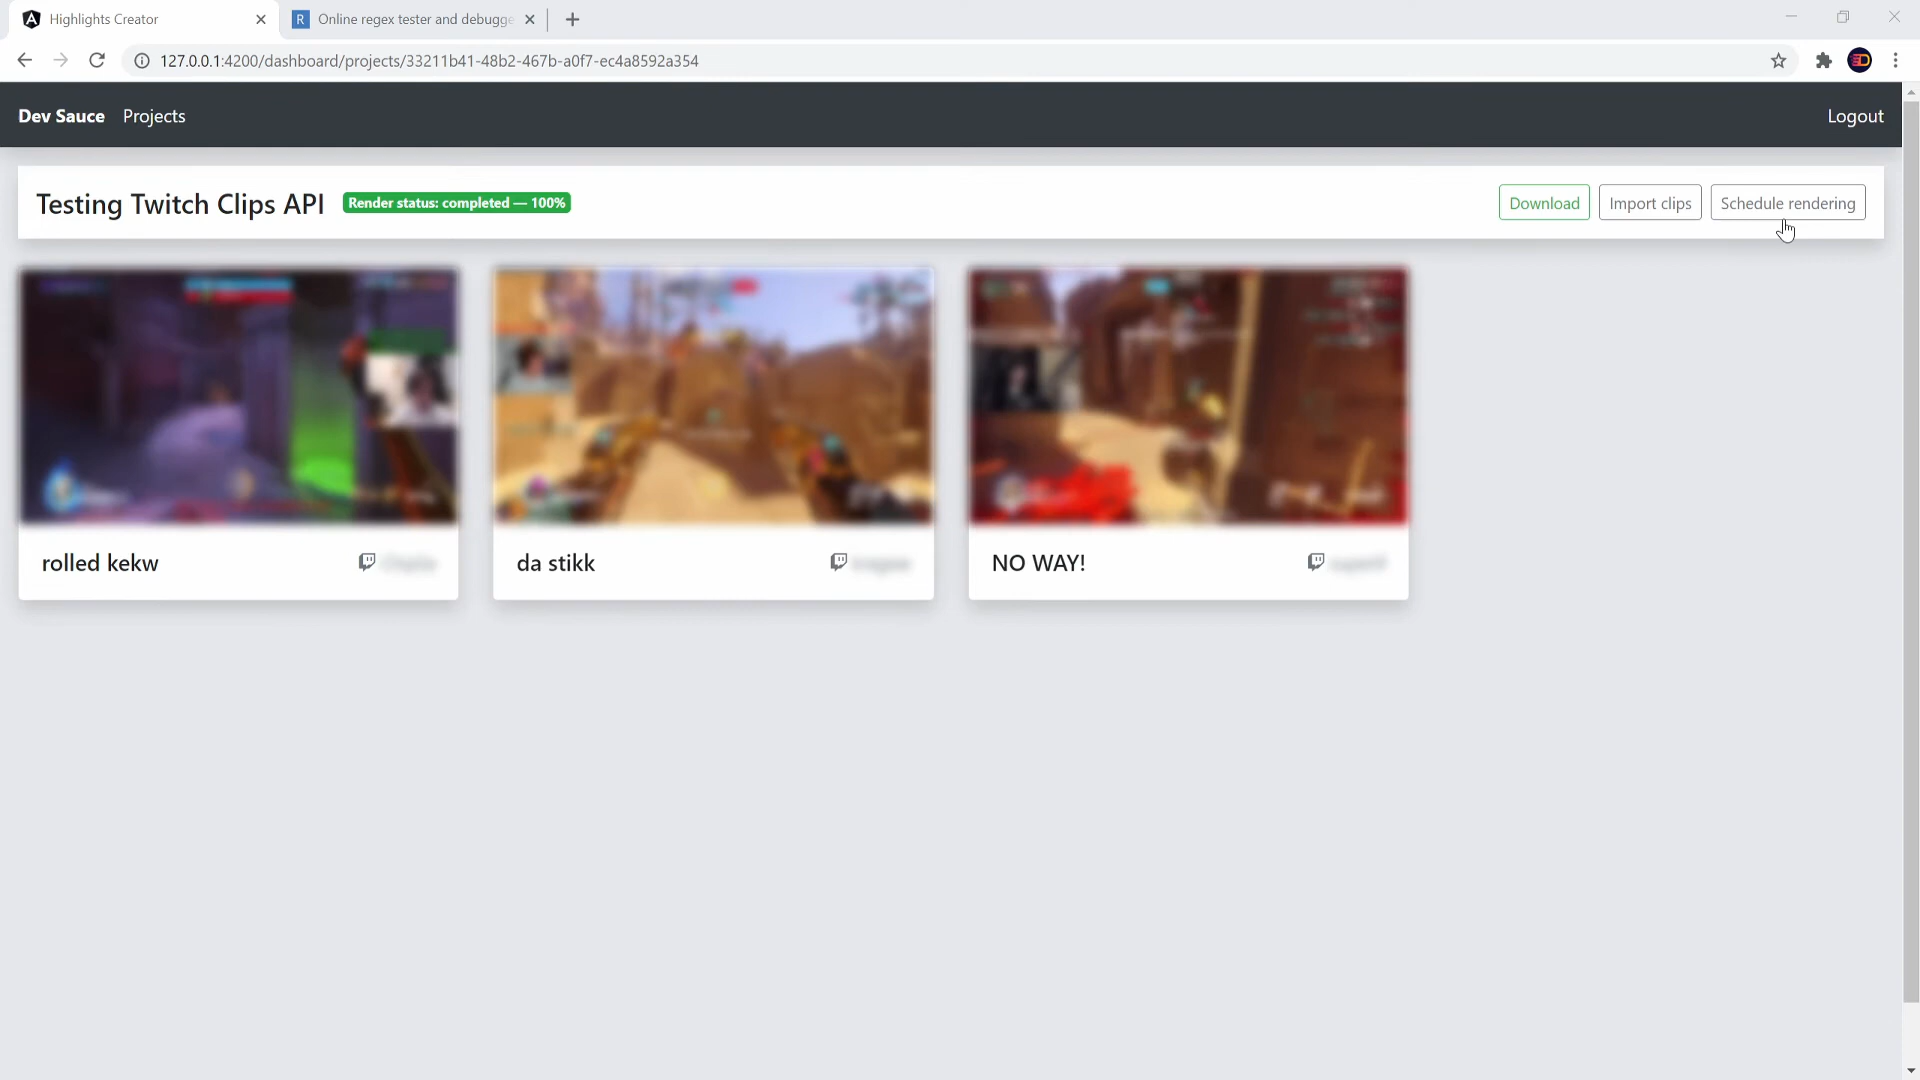 Highlights Creator
Online regex tester and debugge
127.0.0.1:4200/dashboard/projects/33211b41-48b2-467b-a0f7-ec4a8592a354
Dev Sauce Projects Logout
Testing Twitch Clips API Render status: completed — 100% Download Import clips Schedule rendering
rolled kekw
da stikk
NO WAY!